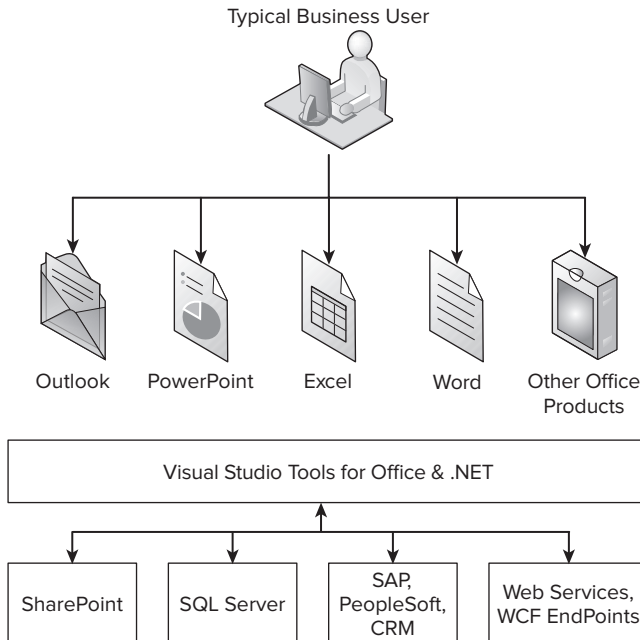 Typical Business User
Outlook
PowerPoint
Excel
Word
Other Office
Products
Visual Studio Tools for Office & .NET
SharePoint
SQL Server
SAP,
PeopleSoft,
CRM
Web Services,
WCF EndPoints